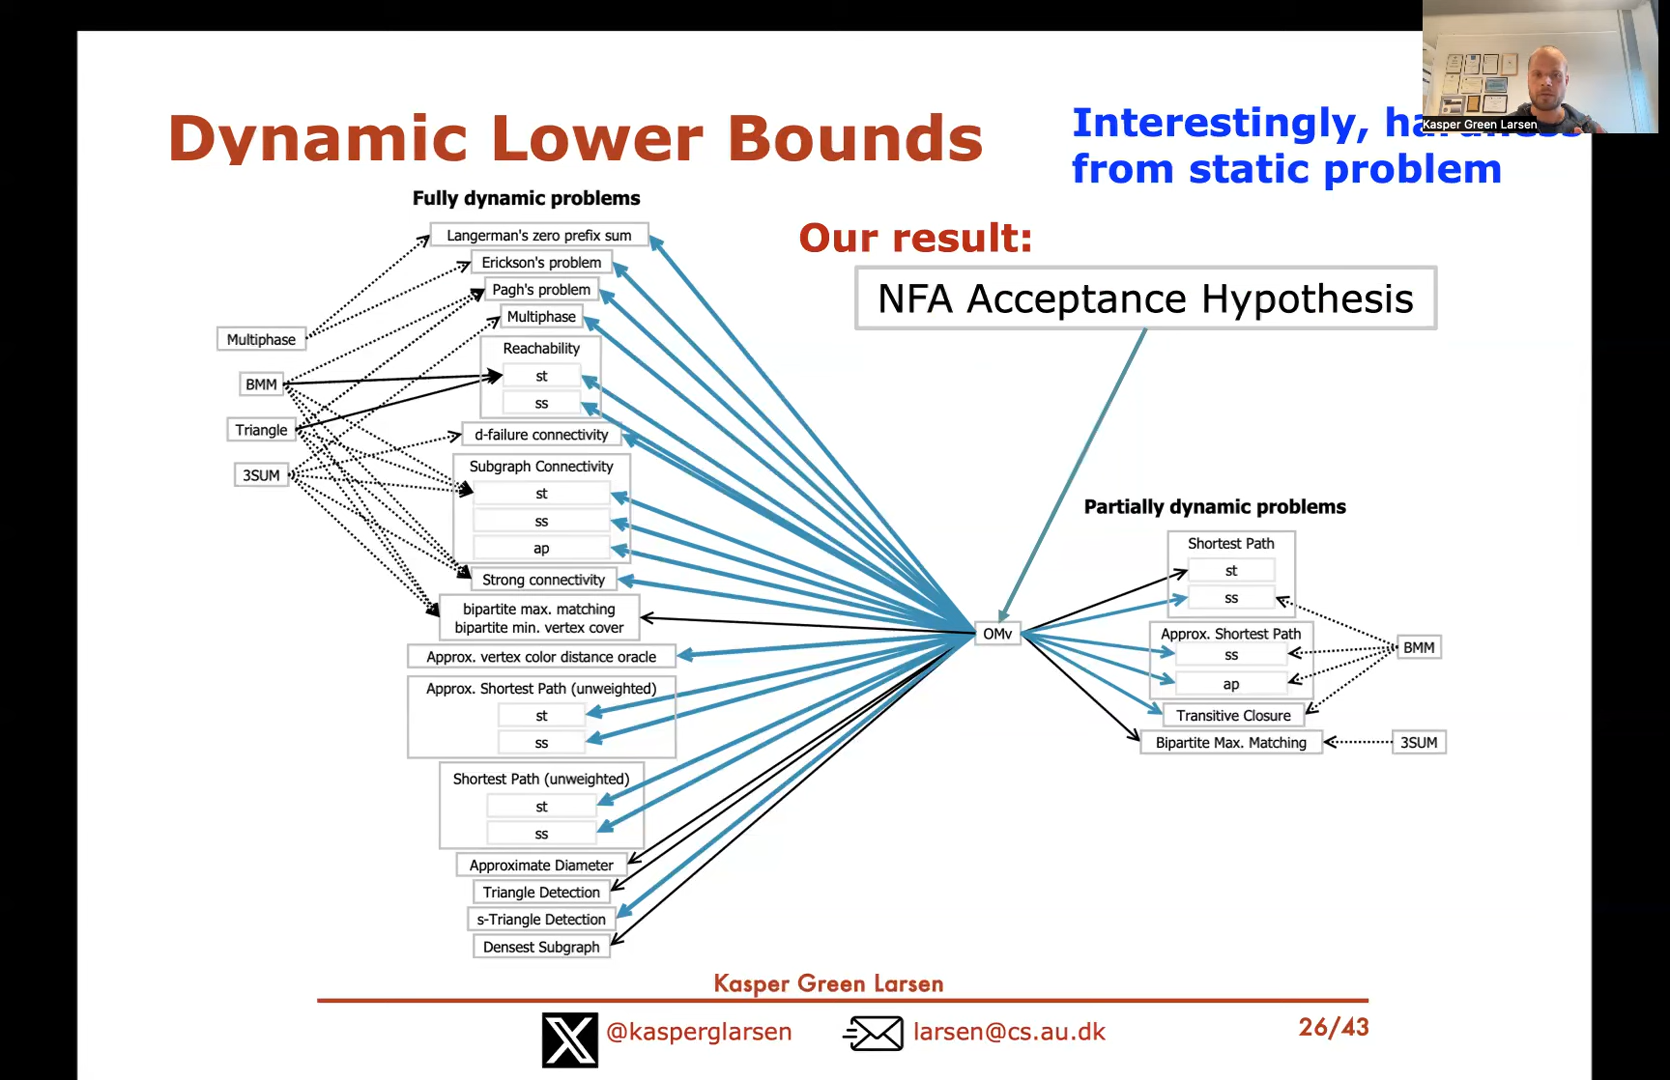 Kasper Green Larsen
Dynamic Lower Bounds
Interestingly, hardness
from static problem
Our result:
NFA Acceptance Hypothesis
Fully dynamic problems
Langerman's zero prefix sum
Erickson's problem
Pagh's problem
Multiphase
Reachability
st
ss
d-failure connectivity
Subgraph Connectivity
st
ss
ap
Strong connectivity
bipartite max. matching
bipartite min. vertex cover
Approx. vertex color distance oracle
Approx. Shortest Path (unweighted)
st
ss
Shortest Path (unweighted)
st
ss
Approximate Diameter
Triangle Detection
s-Triangle Detection
Densest Subgraph
Multiphase
BMM
Triangle
3SUM
OMv
Partially dynamic problems
Shortest Path
st
ss
Approx. Shortest Path
ss
ap
Transitive Closure
Bipartite Max. Matching
BMM
3SUM
Kasper Green Larsen
@kasperglarsen
larsen@cs.au.dk
26/43